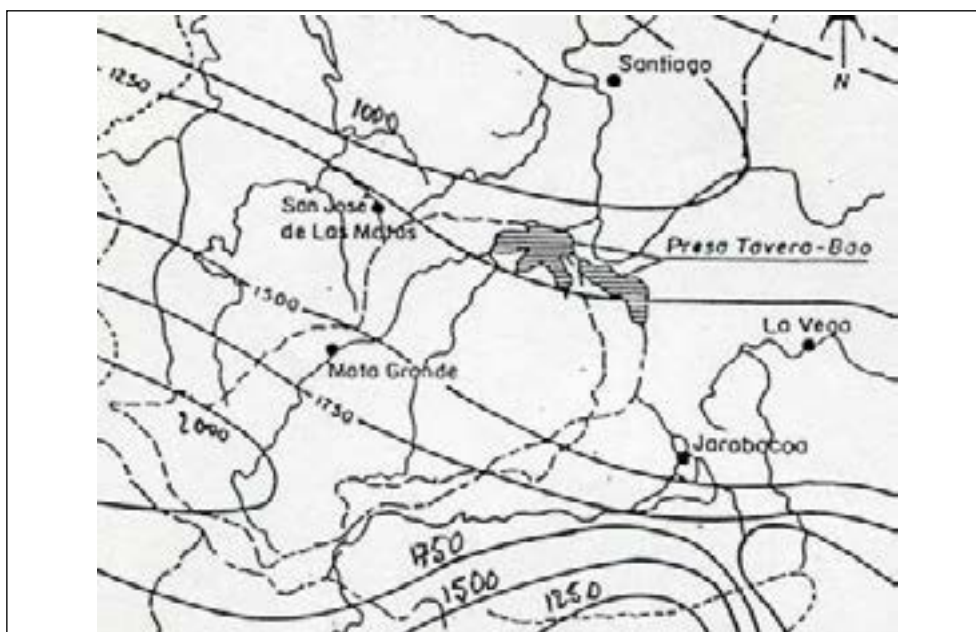 Santiago
N
1250
1000
San José
de Las Matas
Presa Tavera-Bao
1500
La Vega
Mata Grande
1750
2000
Jarabacoa
1750
1500
1250